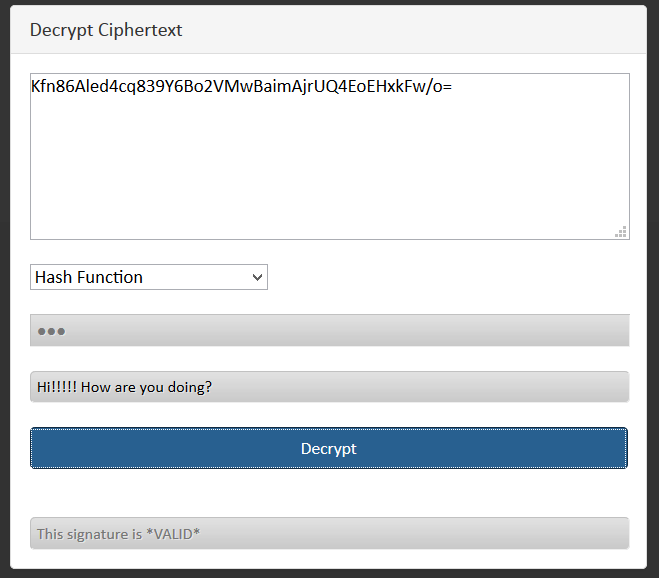 Decrypt Ciphertext
Kfn86Aled4cq839Y6Bo2VMwBaimAjrUQ4EoEHxkFw/o=
Hash Function
●●●
Hi!!!!! How are you doing?
Decrypt
This signature is *VALID*